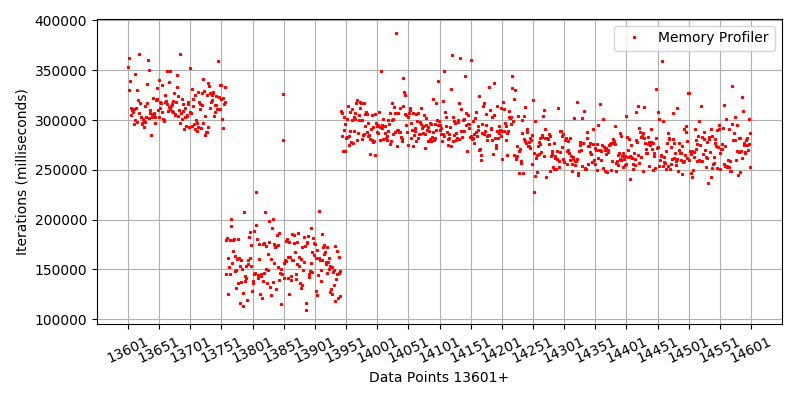 400000
350000
300000
250000
200000
150000
100000
Iterations (milliseconds)
Memory Profiler
13601 13651 13701 13751 13801 13851 13901 13951 14001 14051 14101 14151 14201 14251 14301 14351 14401 14451 14501 14551 14601
Data Points 13601+